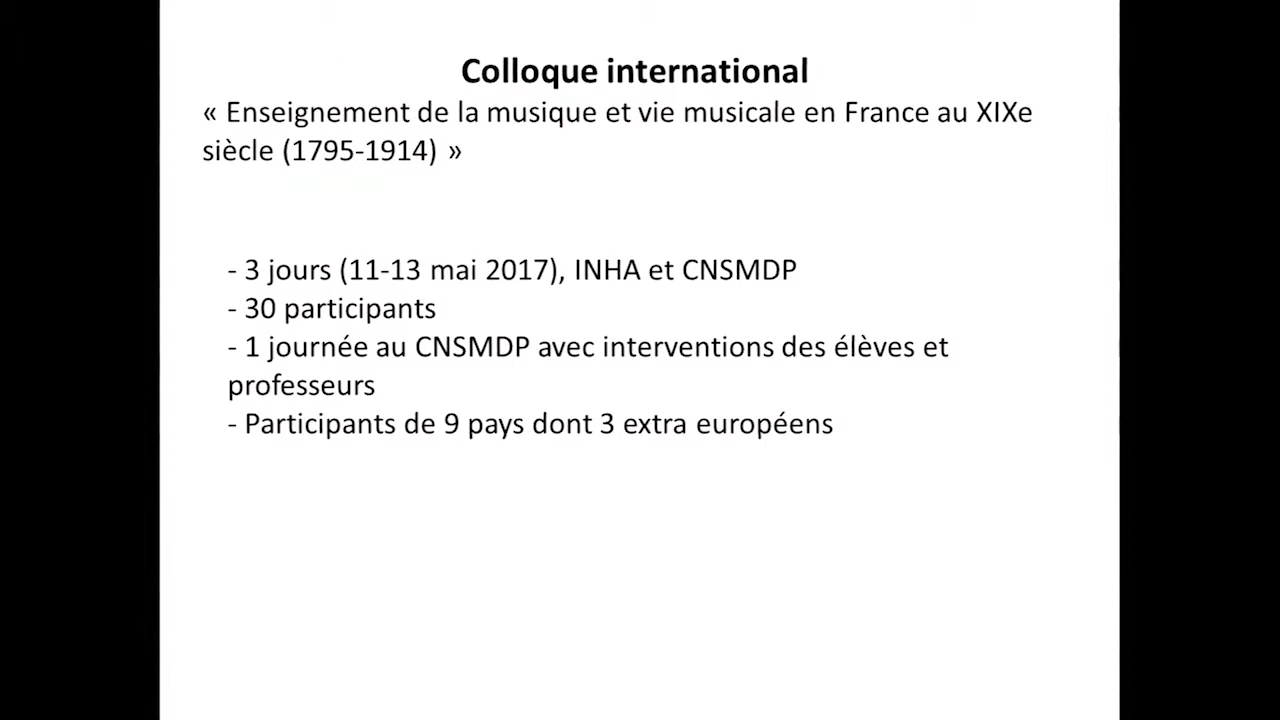 Colloque international
« Enseignement de la musique et vie musicale en France au XIXe
siècle (1795-1914) »
- 3 jours (11-13 mai 2017), INHA et CNSMDP
- 30 participants
- 1 journée au CNSMDP avec interventions des élèves et
professeurs
- Participants de 9 pays dont 3 extra européens